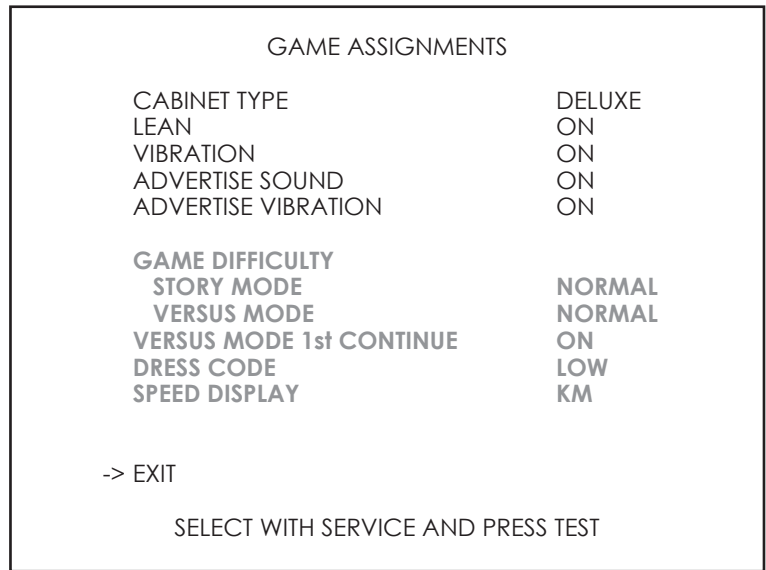 GAME ASSIGNMENTS
CABINET TYPE DELUXE
LEAN ON
VIBRATION ON
ADVERTISE SOUND ON
ADVERTISE VIBRATION ON
GAME DIFFICULTY
STORY MODE NORMAL
VERSUS MODE NORMAL
VERSUS MODE 1st CONTINUE ON
DRESS CODE LOW
SPEED DISPLAY KM
-> EXIT
SELECT WITH SERVICE AND PRESS TEST